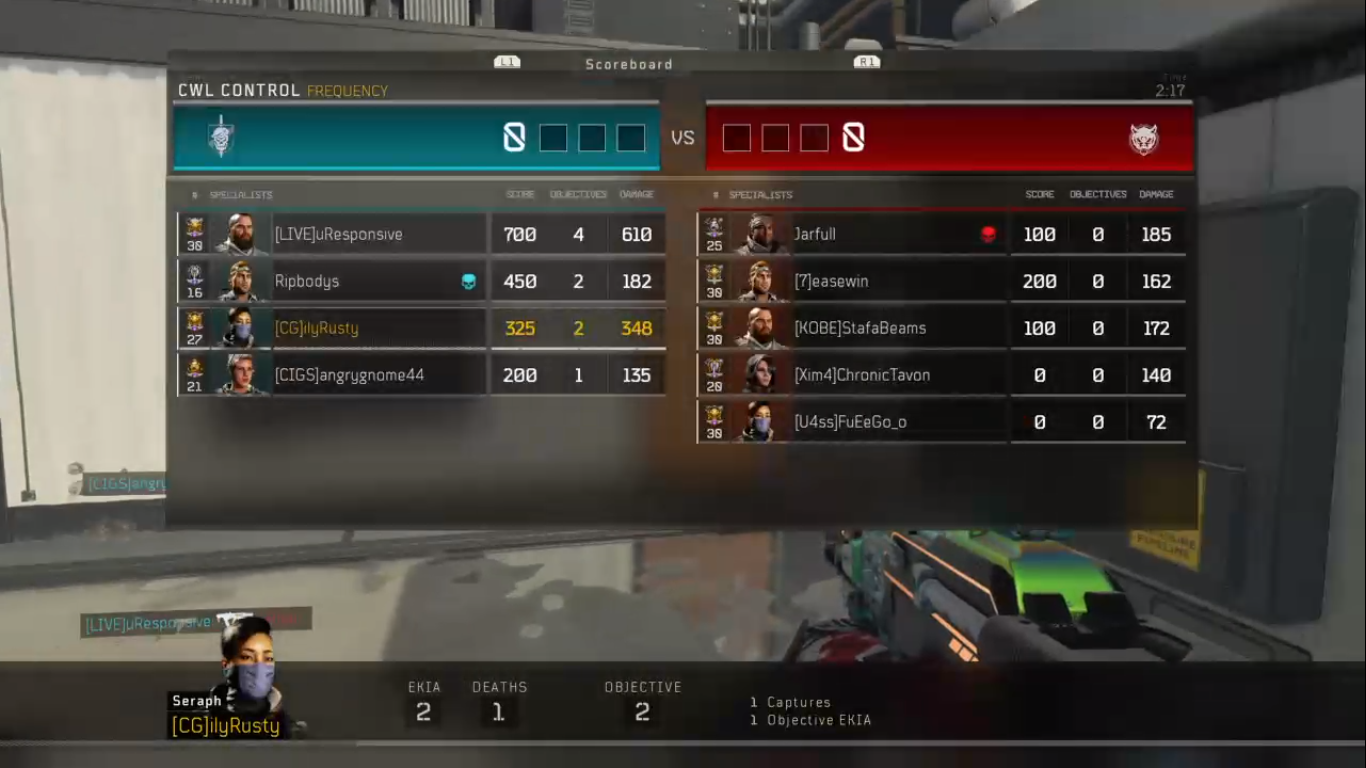 L1 Scoreboard R1
CWL CONTROL FREQUENCY
Time
2:17
0 VS 0
# SPECIALISTS SCORE OBJECTIVES DAMAGE
30 [LIVE]uResponsive 700 4 610
16 Ripbodys 450 2 182
27 [CG]ilyRusty 325 2 348
21 [CIGS]angrygnome44 200 1 135
# SPECIALISTS SCORE OBJECTIVES DAMAGE
25 Jarfull 100 0 185
30 [7]easewin 200 0 162
30 [KOBE]StafaBeams 100 0 172
20 [Xim4]ChronicTavon 0 0 140
30 [U4ss]FuEeGo_o 0 0 72
[CIGS]angry
PIPELINE
[LIVE]uResponsive
Seraph
[CG]ilyRusty
EKIA DEATHS OBJECTIVE
2 1 2
1 Captures
1 Objective EKIA